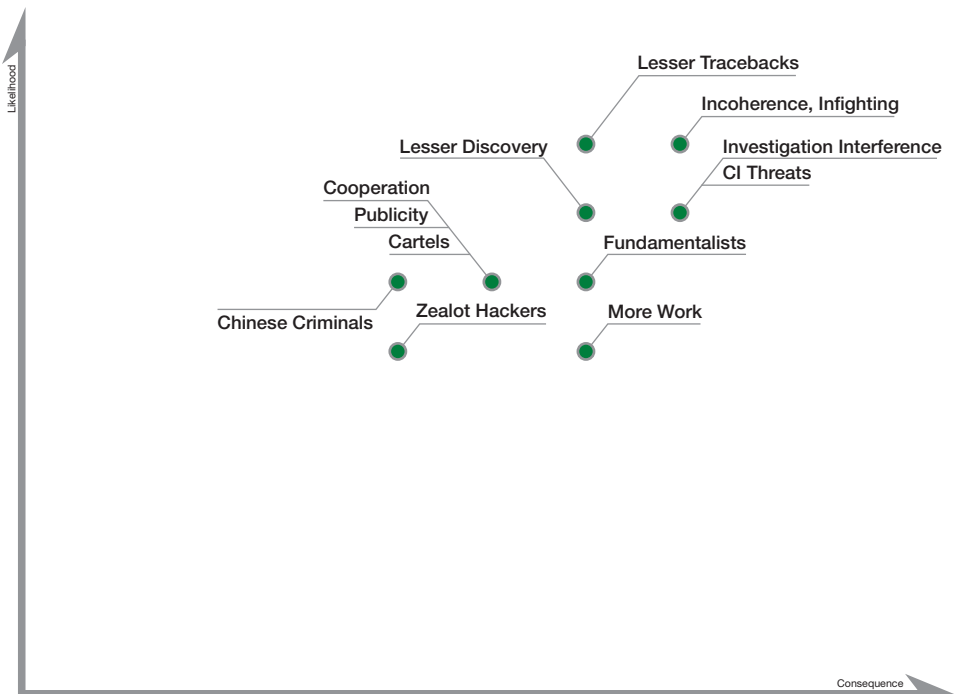 Likelihood
Lesser Tracebacks
Incoherence, Infighting
Lesser Discovery
Investigation Interference
CI Threats
Cooperation
Publicity
Cartels
Fundamentalists
Chinese Criminals
Zealot Hackers
More Work
Consequence